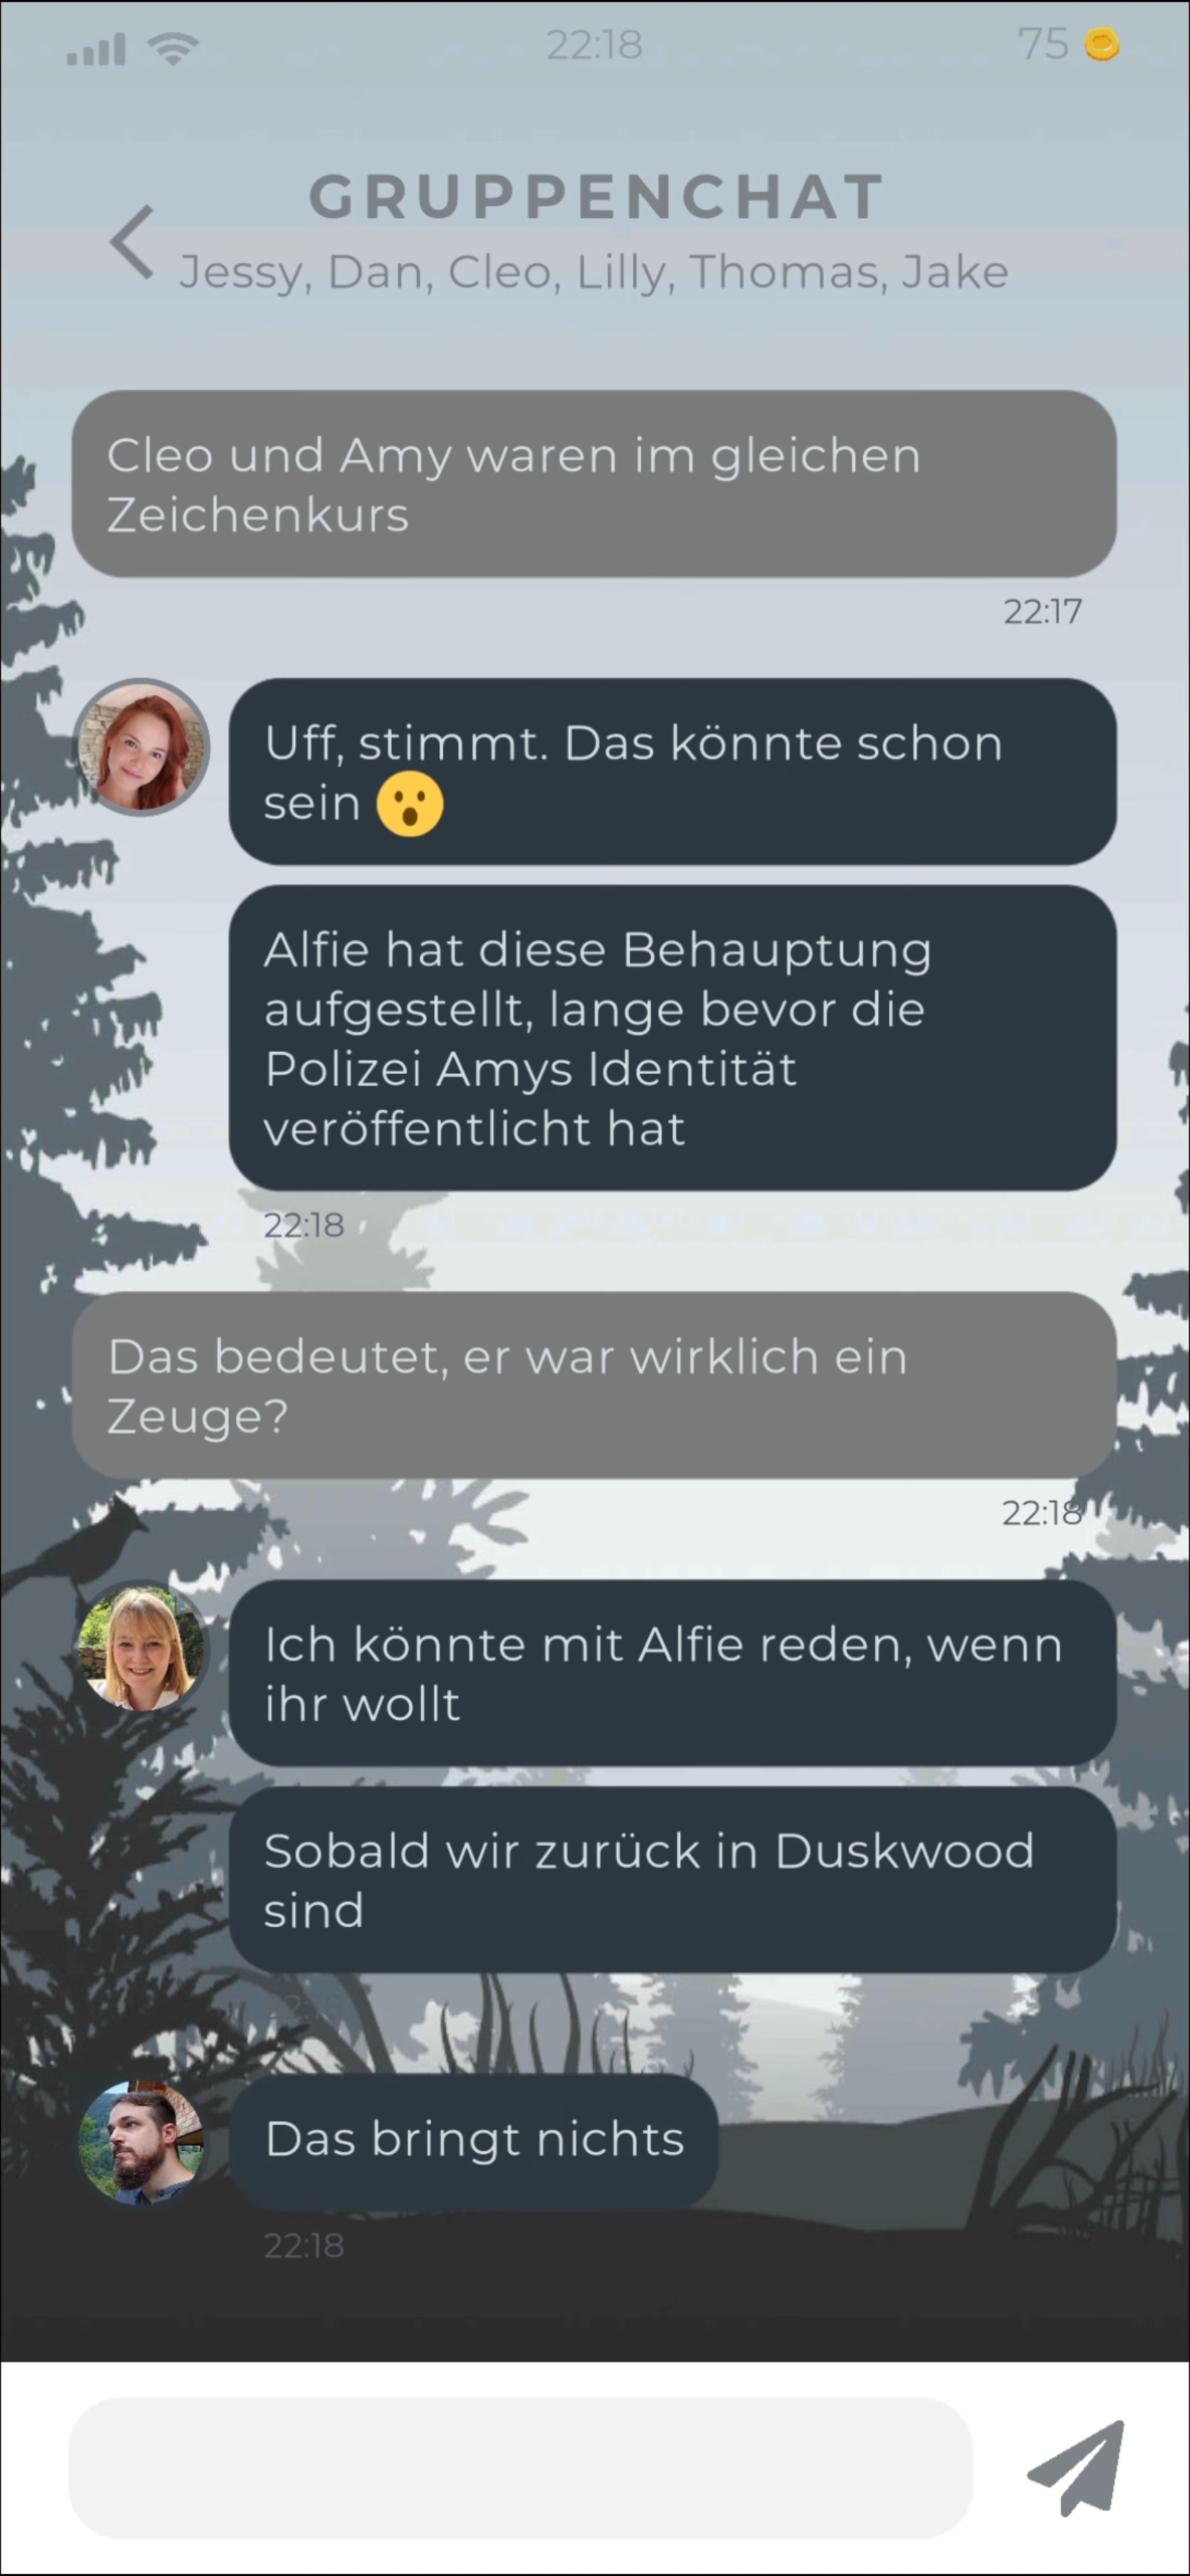 22:18
75
GRUPPENCHAT
Jessy, Dan, Cleo, Lilly, Thomas, Jake
Cleo und Amy waren im gleichen
Zeichenkurs
22:17
Uff, stimmt. Das könnte schon
sein 😮
Alfie hat diese Behauptung
aufgestellt, lange bevor die
Polizei Amys Identität
veröffentlicht hat
22:18
Das bedeutet, er war wirklich ein
Zeuge?
22:18
Ich könnte mit Alfie reden, wenn
ihr wollt
Sobald wir zurück in Duskwood
sind
Das bringt nichts
22:18